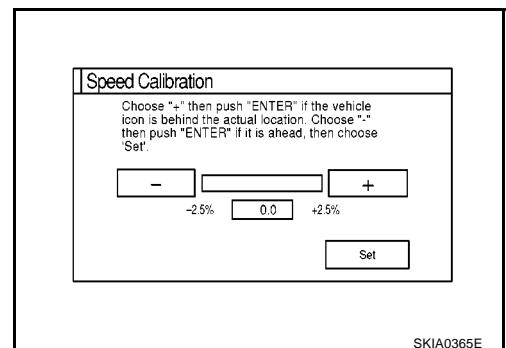 Speed Calibration
Choose "+" then push "ENTER" if the vehicle
icon is behind the actual location. Choose "-"
then push "ENTER" if it is ahead, then choose
'Set'.
− +
−2.5% 0.0 +2.5%
Set
SKIA0365E